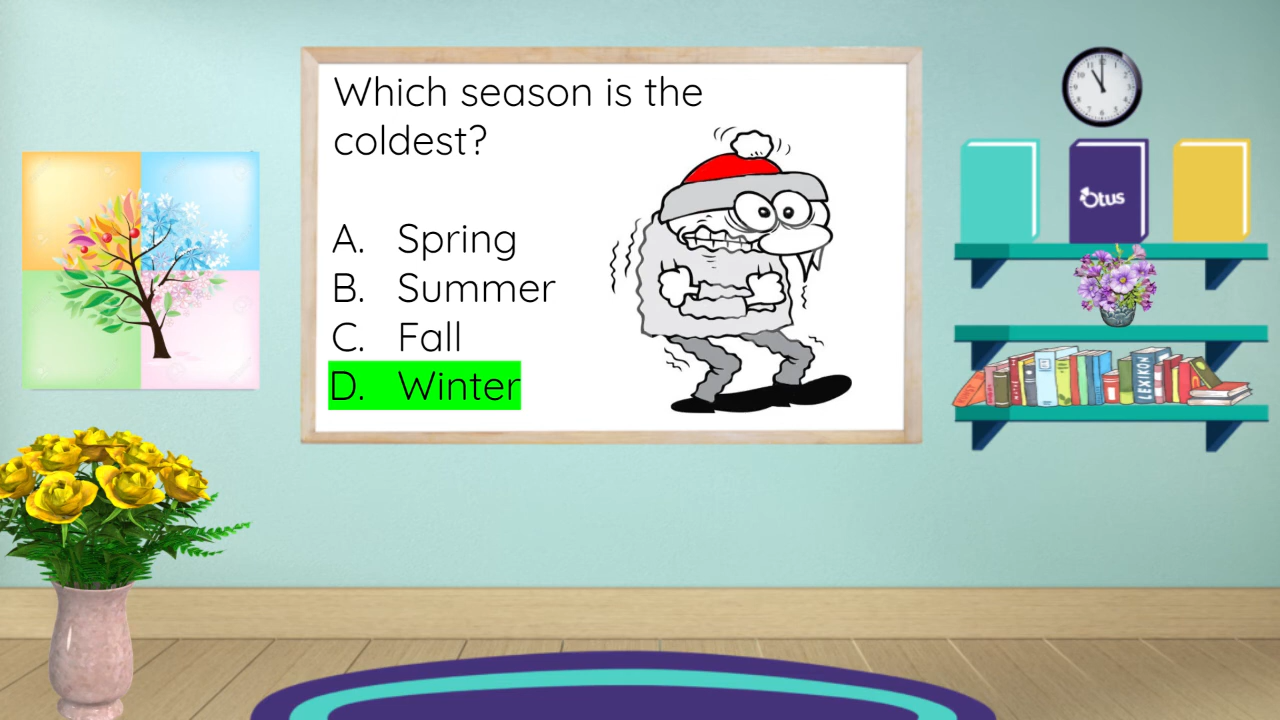 Which season is the
coldest?
A. Spring
B. Summer
C. Fall
D. Winter
Otus
LEXIKON